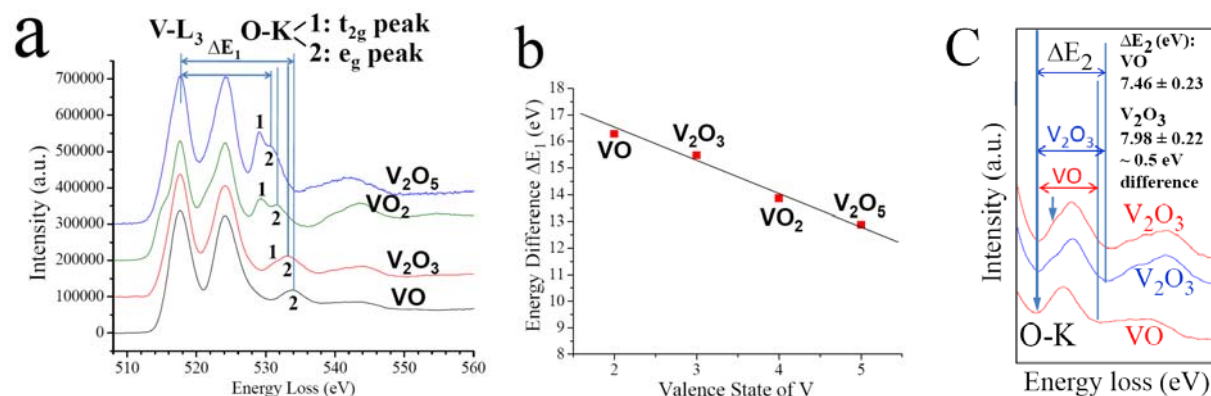 a
V-L₃ O-K 1: t₂g peak
2: eg peak
ΔE₁
700000
600000
500000
400000
300000
200000
100000
0
Intensity (a.u.)
1
2
V₂O₅
1
2
VO₂
1
2
V₂O₃
2
VO
510 520 530 540 550 560
Energy Loss (eV)
b
18
17
16
15
14
13
12
11
10
Energy Difference ΔE₁ (eV)
VO
V₂O₃
VO₂
V₂O₅
2 3 4 5
Valence State of V
C
ΔE₂
ΔE₂ (eV):
VO
7.46 ± 0.23
V₂O₃
7.98 ± 0.22
~ 0.5 eV
difference
V₂O₃
VO
V₂O₃
V₂O₃
VO
O-K
Intensity (a.u.)
Energy loss (eV)